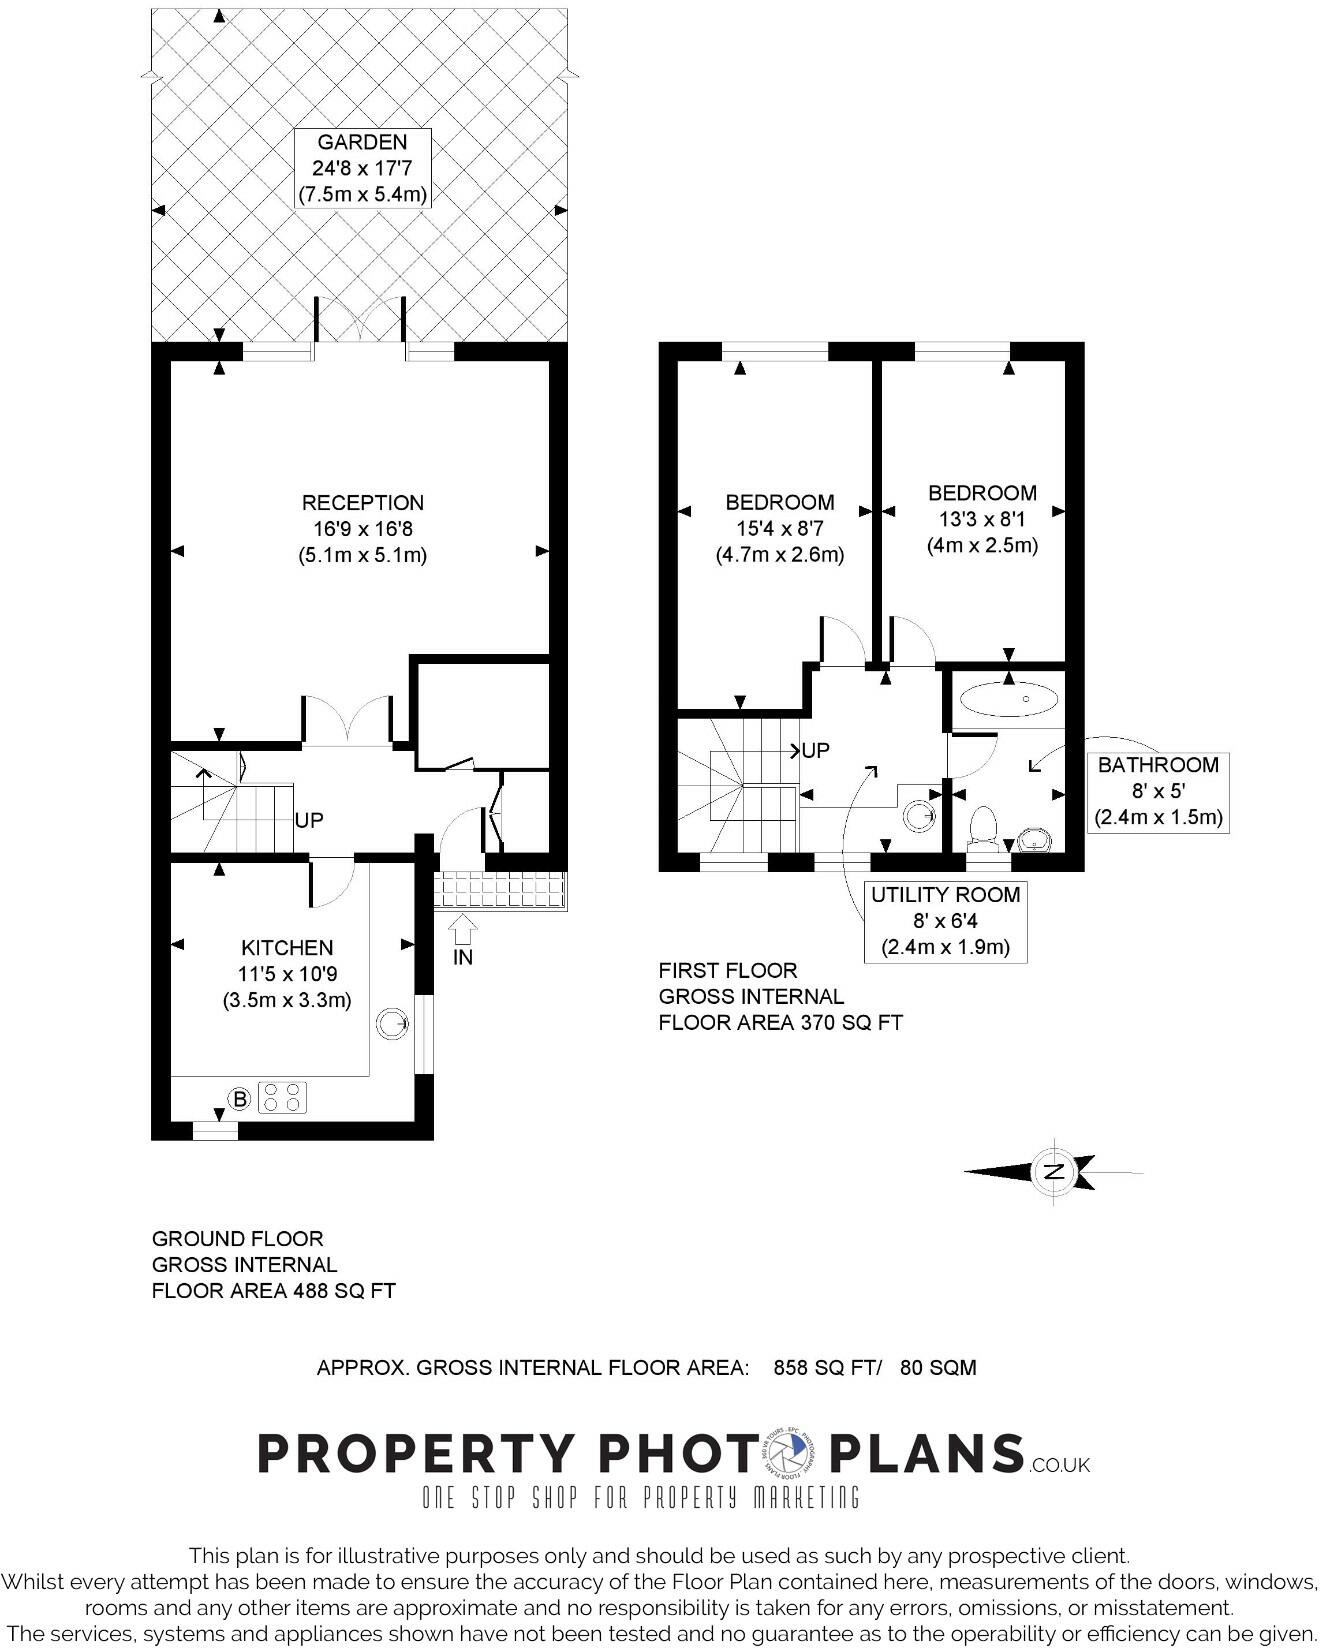 GARDEN
24'8 x 17'7
(7.5m x 5.4m)
RECEPTION
16'9 x 16'8
(5.1m x 5.1m)
BEDROOM
15'4 x 8'7
(4.7m x 2.6m)
BEDROOM
13'3 x 8'1
(4m x 2.5m)
UP
UP
BATHROOM
8' x 5'
(2.4m x 1.5m)
UTILITY ROOM
8' x 6'4
(2.4m x 1.9m)
KITCHEN
11'5 x 10'9
(3.5m x 3.3m)
IN
B
FIRST FLOOR
GROSS INTERNAL
FLOOR AREA 370 SQ FT
N
GROUND FLOOR
GROSS INTERNAL
FLOOR AREA 488 SQ FT
APPROX. GROSS INTERNAL FLOOR AREA: 858 SQ FT/ 80 SQM
PROPERTY PHOTO PLANS.CO.UK
360 VR TOURS . EPC . PHOTOGRAPHY . FLOOR PLANS
ONE STOP SHOP FOR PROPERTY MARKETING
This plan is for illustrative purposes only and should be used as such by any prospective client.
Whilst every attempt has been made to ensure the accuracy of the Floor Plan contained here, measurements of the doors, windows,
rooms and any other items are approximate and no responsibility is taken for any errors, omissions, or misstatement.
The services, systems and appliances shown have not been tested and no guarantee as to the operability or efficiency can be given.